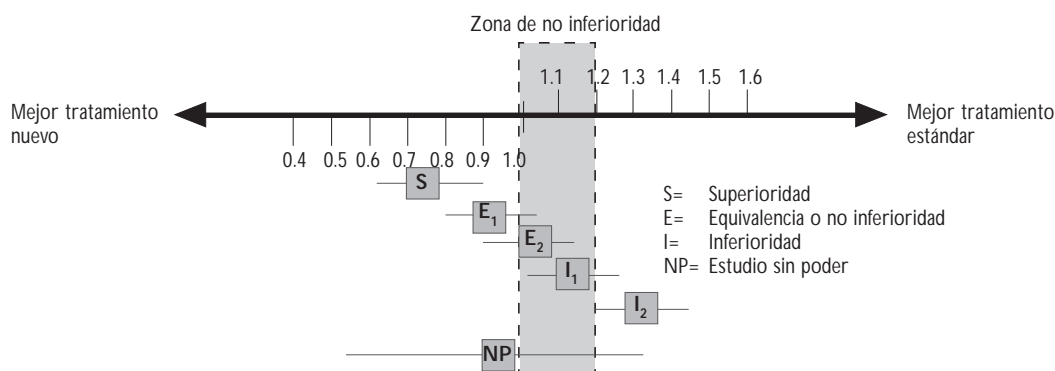 Zona de no inferioridad
1.1 1.2 1.3 1.4 1.5 1.6
Mejor tratamiento
nuevo
Mejor tratamiento
estándar
0.4 0.5 0.6 0.7 0.8 0.9 1.0
S
E1
E2
I1
I2
NP
S= Superioridad
E= Equivalencia o no inferioridad
I= Inferioridad
NP= Estudio sin poder